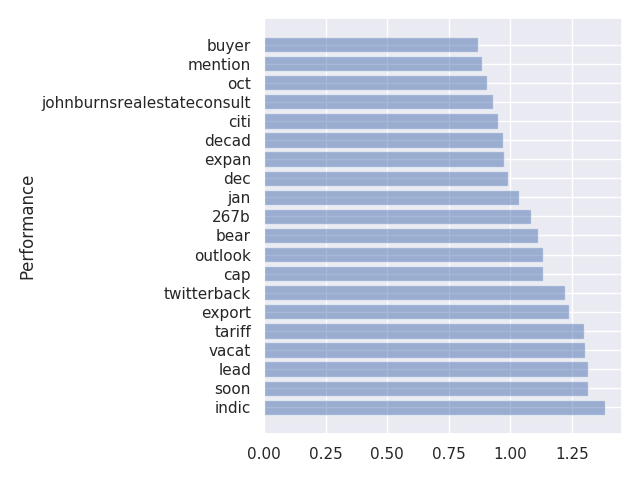 buyer
mention
oct
johnburnsrealestateconsult
citi
decad
expan
dec
jan
267b
bear
outlook
cap
twitterback
export
tariff
vacat
lead
soon
indic
Performance
0.00 0.25 0.50 0.75 1.00 1.25